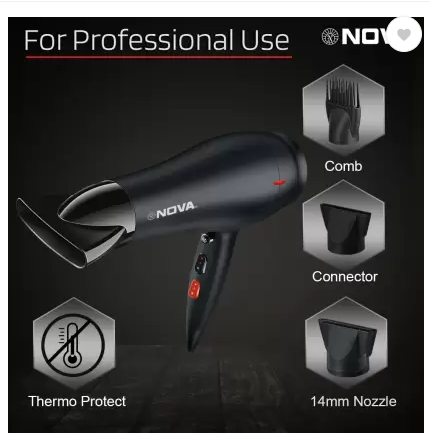 For Professional Use
NOVA
Comb
NOVA
Connector
Thermo Protect
14mm Nozzle